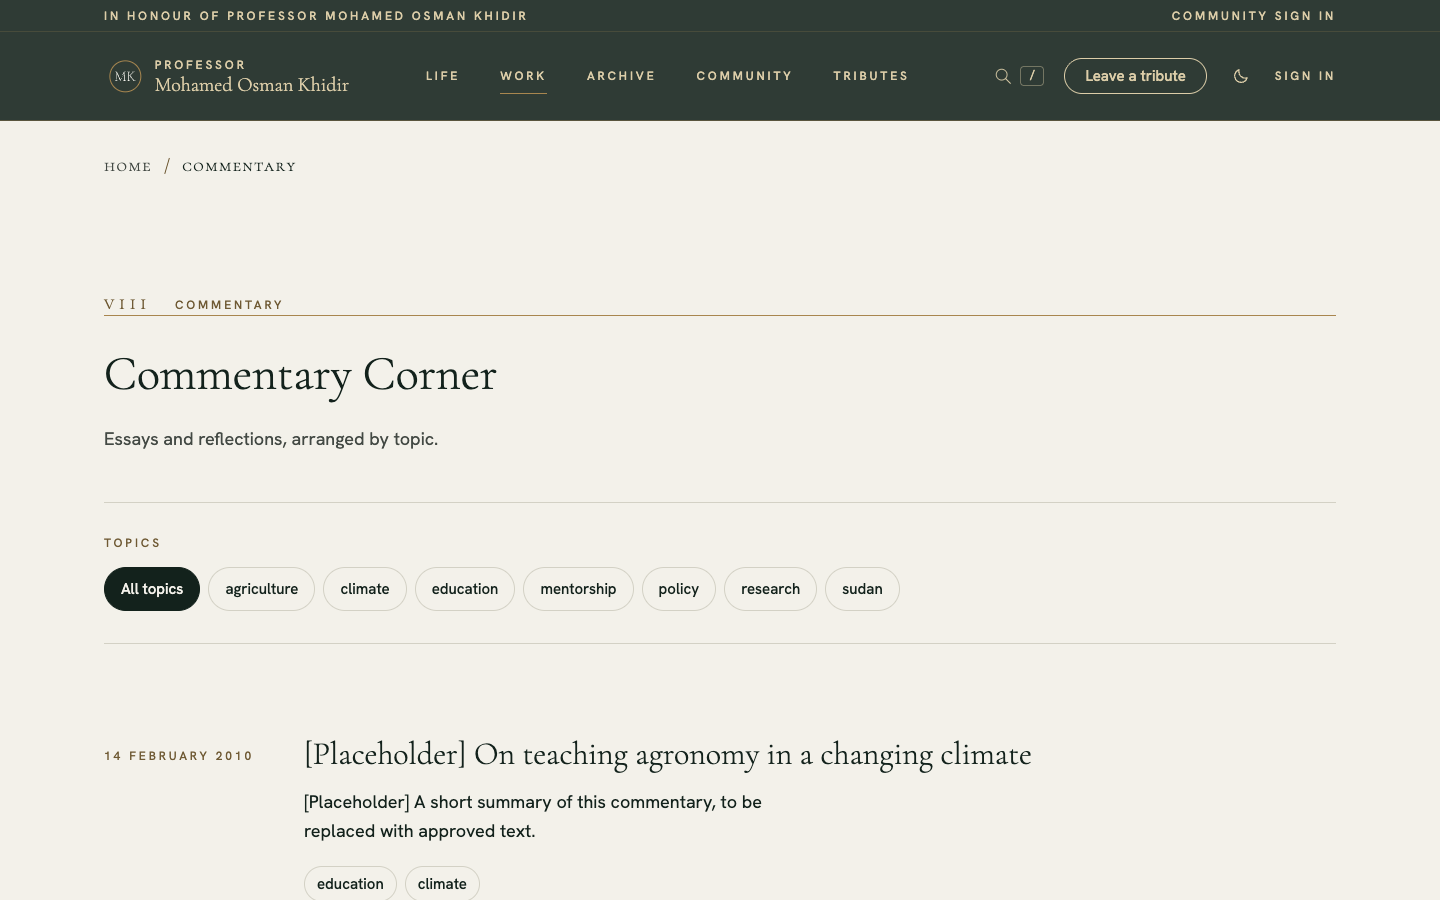 IN HONOUR OF PROFESSOR MOHAMED OSMAN KHIDIR
COMMUNITY SIGN IN
MK
PROFESSOR
Mohamed Osman Khidir
LIFE
WORK
ARCHIVE
COMMUNITY
TRIBUTES
/
Leave a tribute
SIGN IN
HOME / COMMENTARY
VIII COMMENTARY
Commentary Corner
Essays and reflections, arranged by topic.
TOPICS
All topics
agriculture
climate
education
mentorship
policy
research
sudan
14 FEBRUARY 2010
[Placeholder] On teaching agronomy in a changing climate
[Placeholder] A short summary of this commentary, to be
replaced with approved text.
education
climate